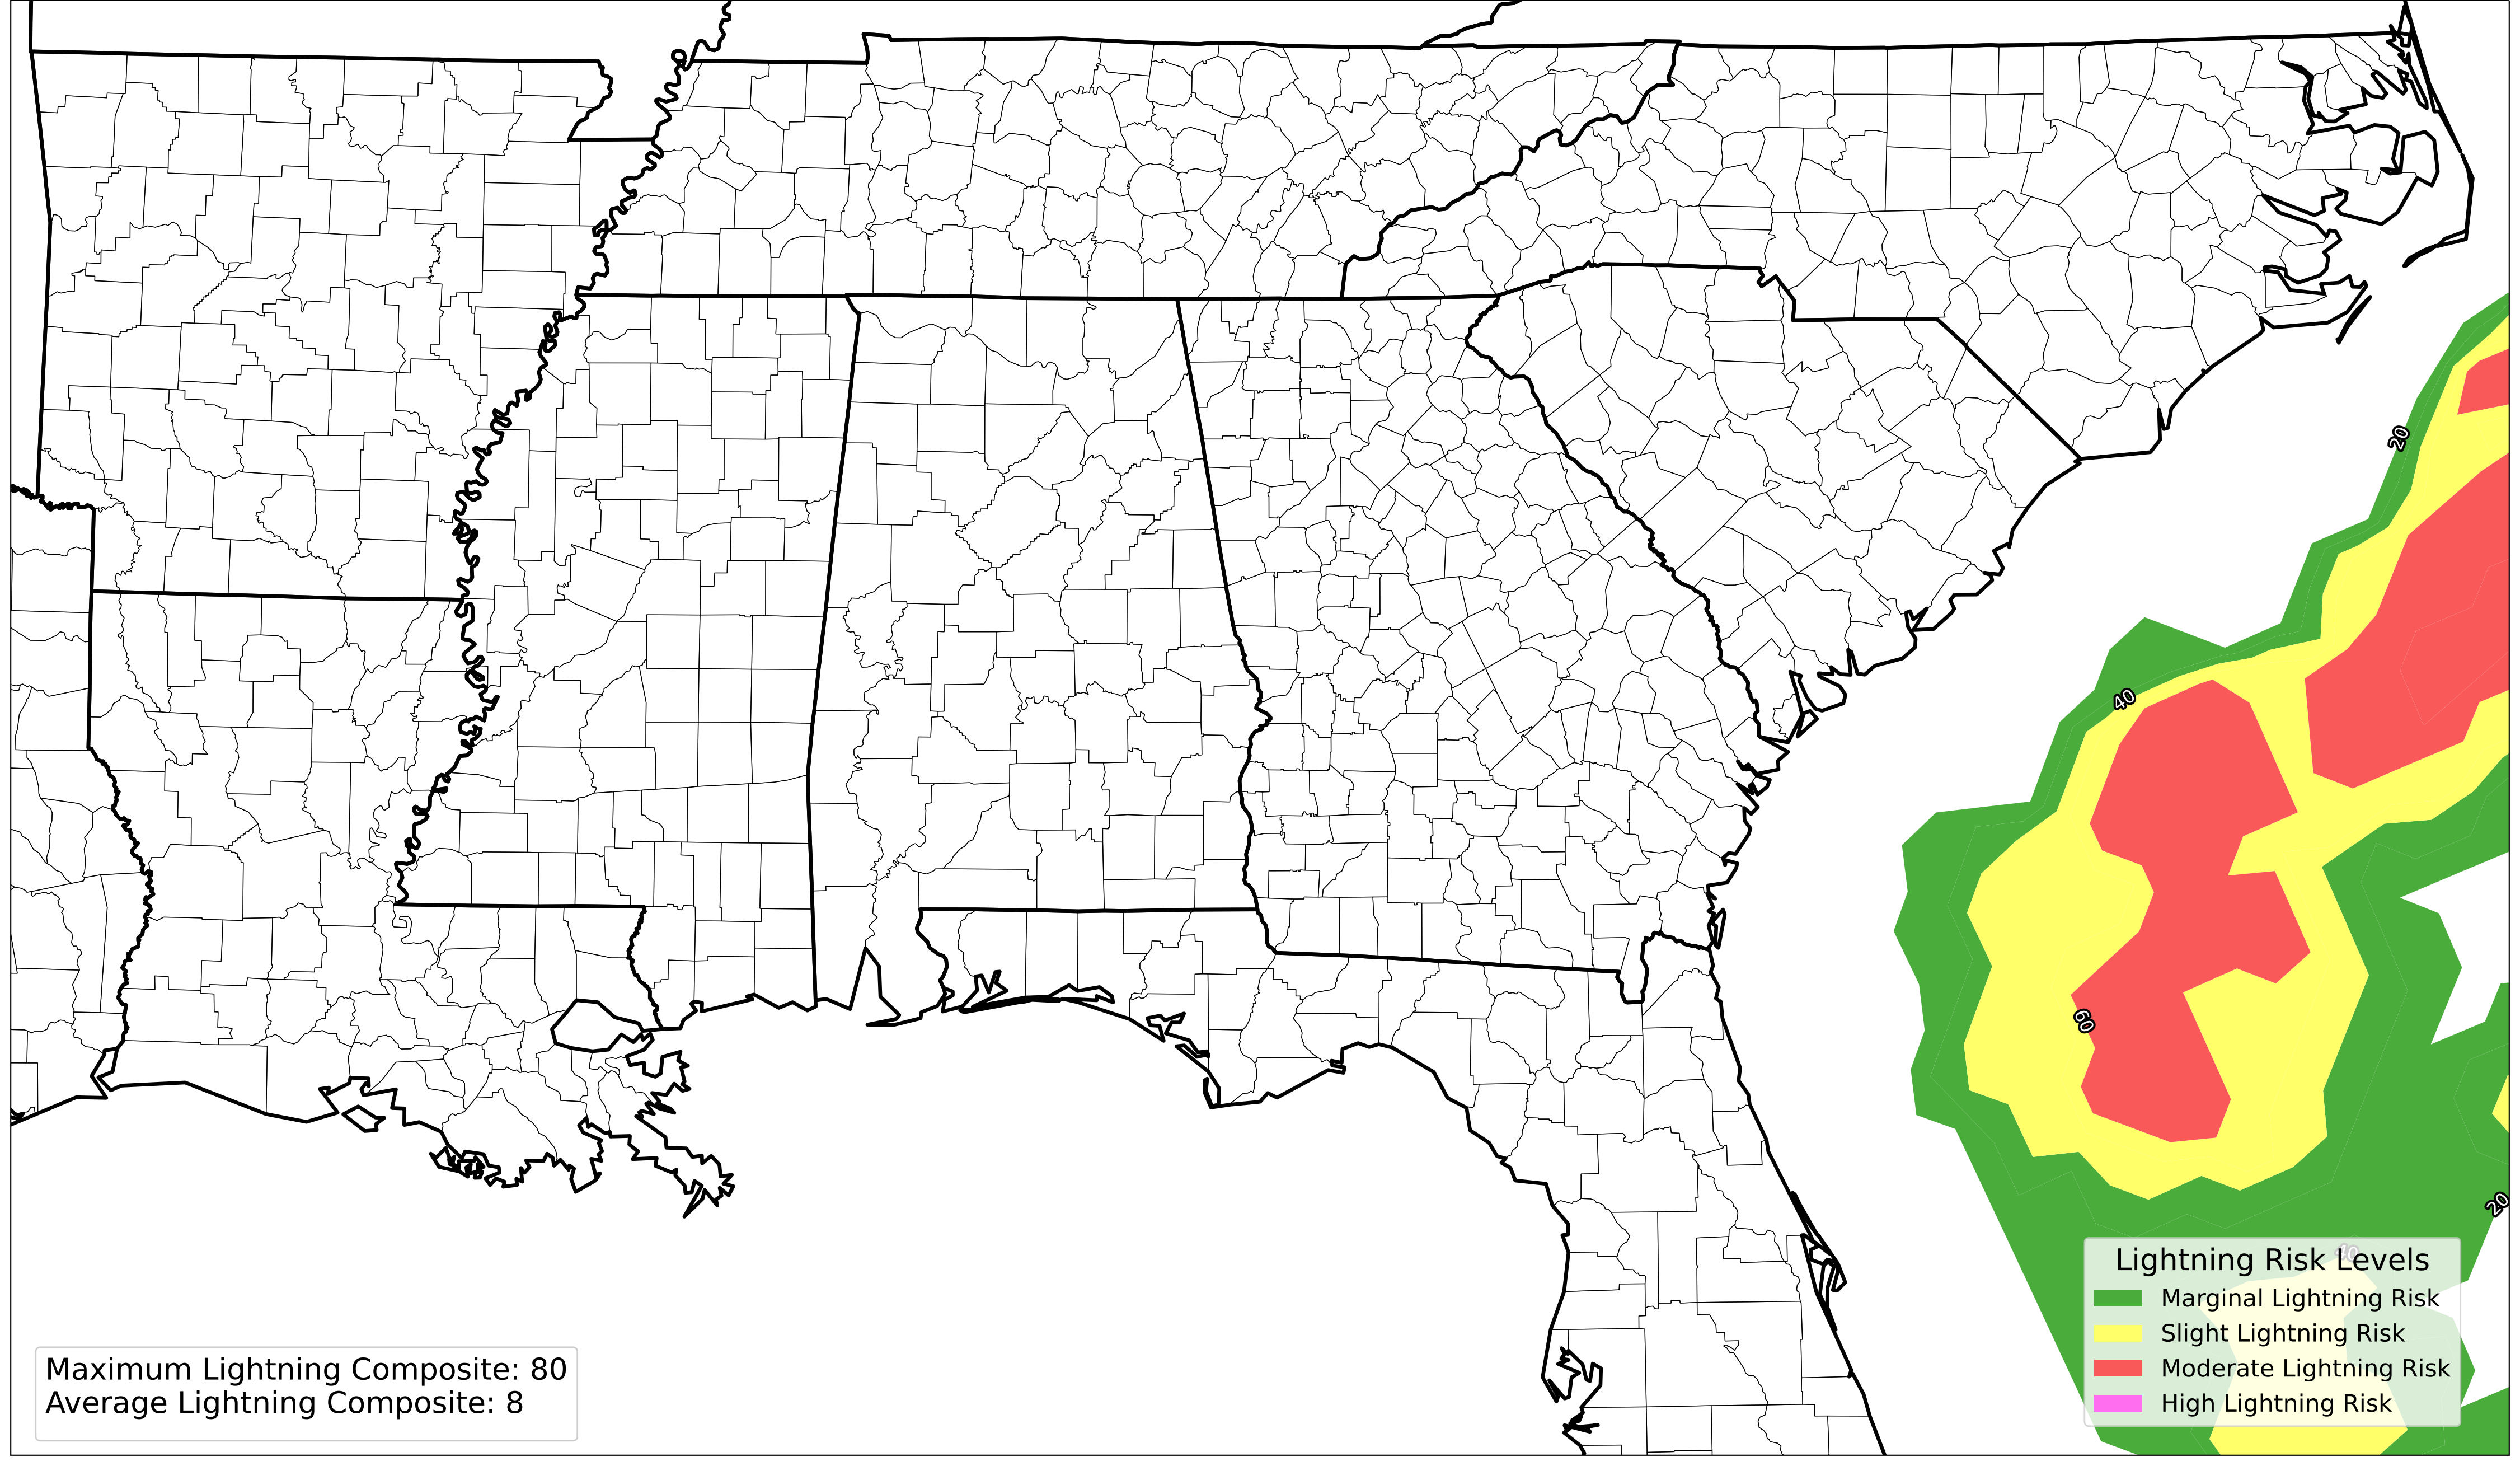 20
40
60
20
40
Lightning Risk Levels
Marginal Lightning Risk
Slight Lightning Risk
Moderate Lightning Risk
High Lightning Risk
Maximum Lightning Composite: 80
Average Lightning Composite: 8